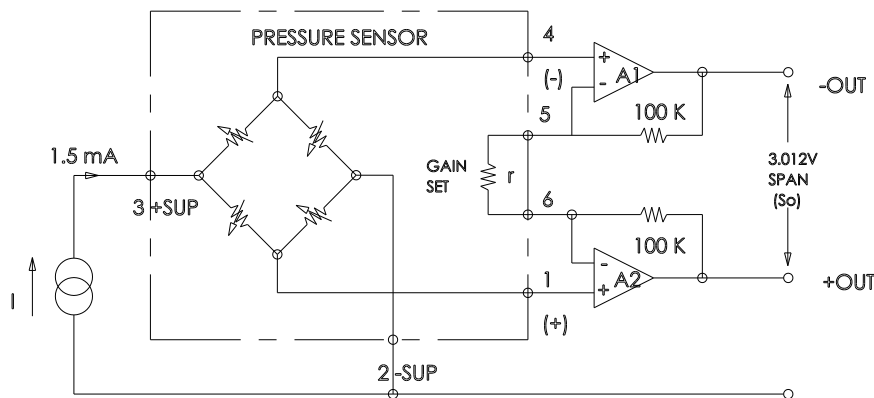 PRESSURE SENSOR
4
(-)
+
A1
-
-OUT
5
100 K
1.5 mA
GAIN
SET
r
3.012V
SPAN
(So)
3 +SUP
6
100 K
-
A2
+
1
(+)
+OUT
I
2 -SUP